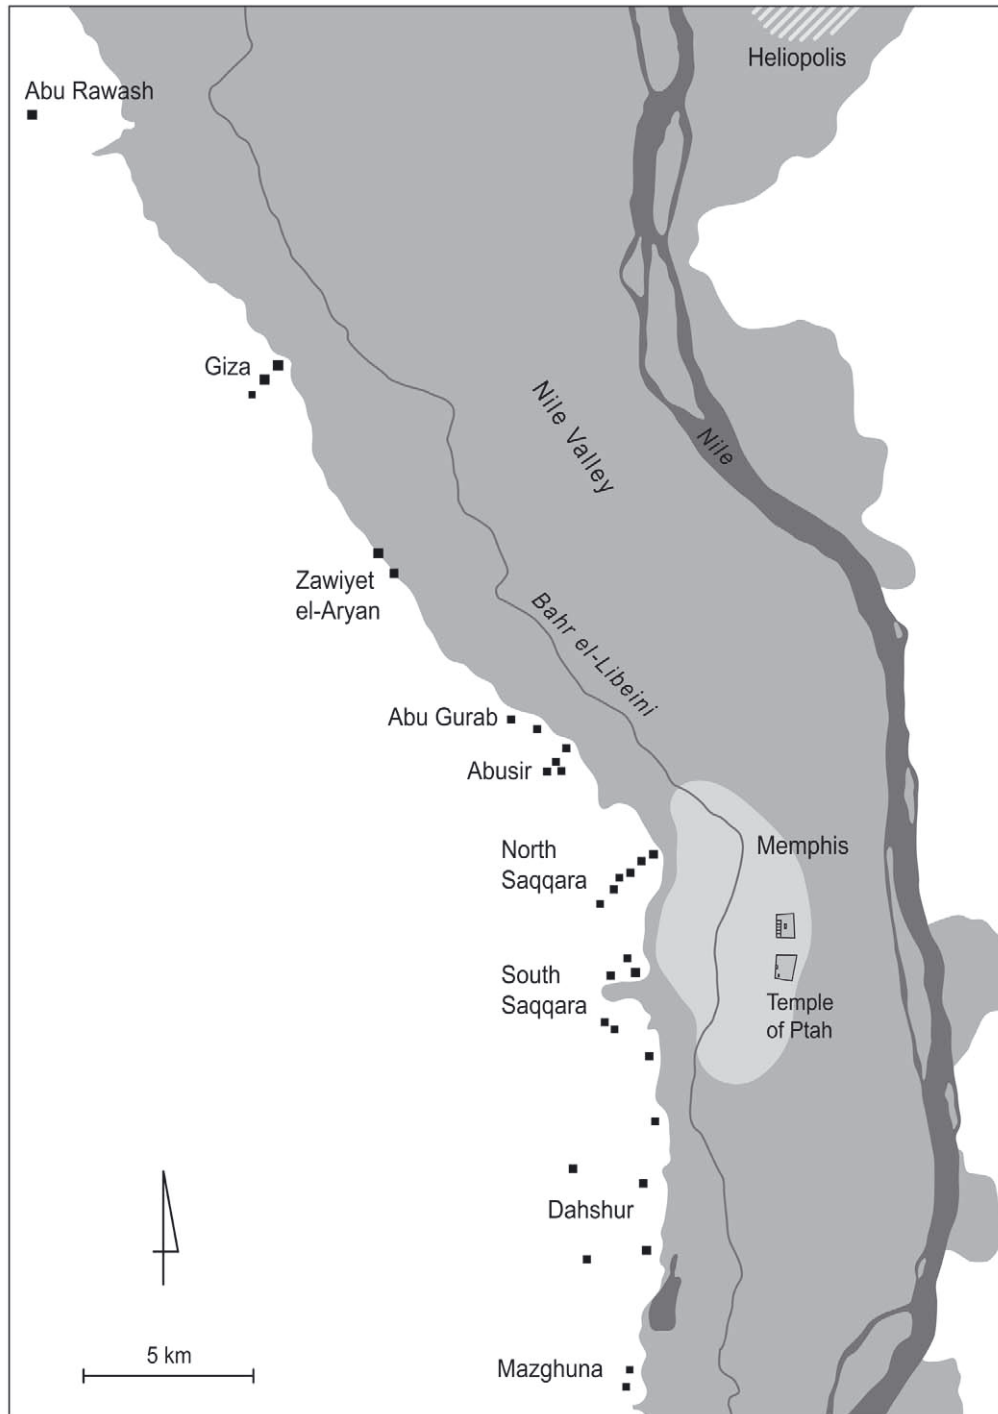 Heliopolis
Abu Rawash
Giza
Nile Valley
Nile
Zawiyet
el-Aryan
Bahr el-Libeini
Abu Gurab
Abusir
North
Saqqara
Memphis
South
Saqqara
Temple
of Ptah
Dahshur
5 km
Mazghuna